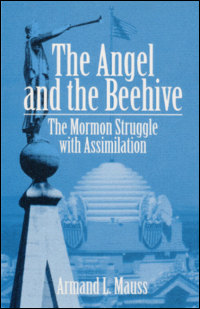 The Angel
and the Beehive
The Mormon Struggle
with Assimilation
Armand L. Mauss